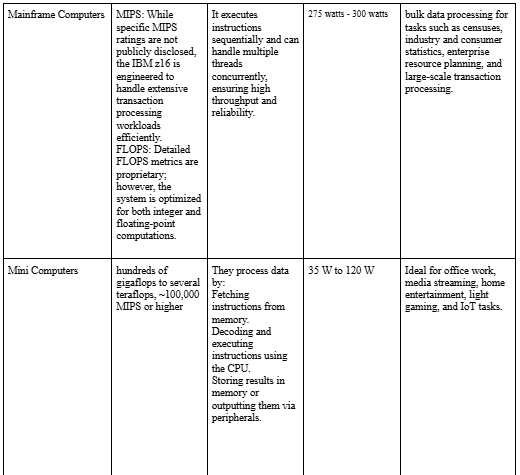 Mainframe Computers
MIPS: While
specific MIPS
ratings are not
publicly disclosed,
the IBM z16 is
engineered to
handle extensive
transaction
processing
workloads
efficiently.
FLOPS: Detailed
FLOPS metrics are
proprietary;
however, the
system is optimized
for both integer and
floating-point
computations.
It executes
instructions
sequentially and can
handle multiple
threads
concurrently,
ensuring high
throughput and
reliability.
275 watts - 300 watts
bulk data processing for
tasks such as censuses,
industry and consumer
statistics, enterprise
resource planning, and
large-scale transaction
processing.
Mini Computers
hundreds of
gigaflops to several
teraflops, ~100,000
MIPS or higher
They process data
by:
Fetching
instructions from
memory.
Decoding and
executing
instructions using
the CPU.
Storing results in
memory or
outputting them via
peripherals.
35 W to 120 W
Ideal for office work,
media streaming, home
entertainment, light
gaming, and IoT tasks.